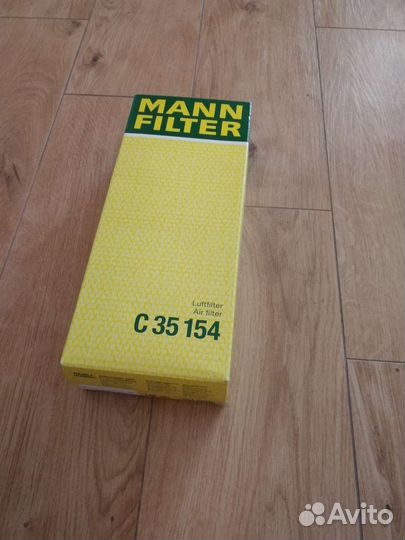 MANN
FILTER
Luftfilter
Air filter
C 35 154
Avito